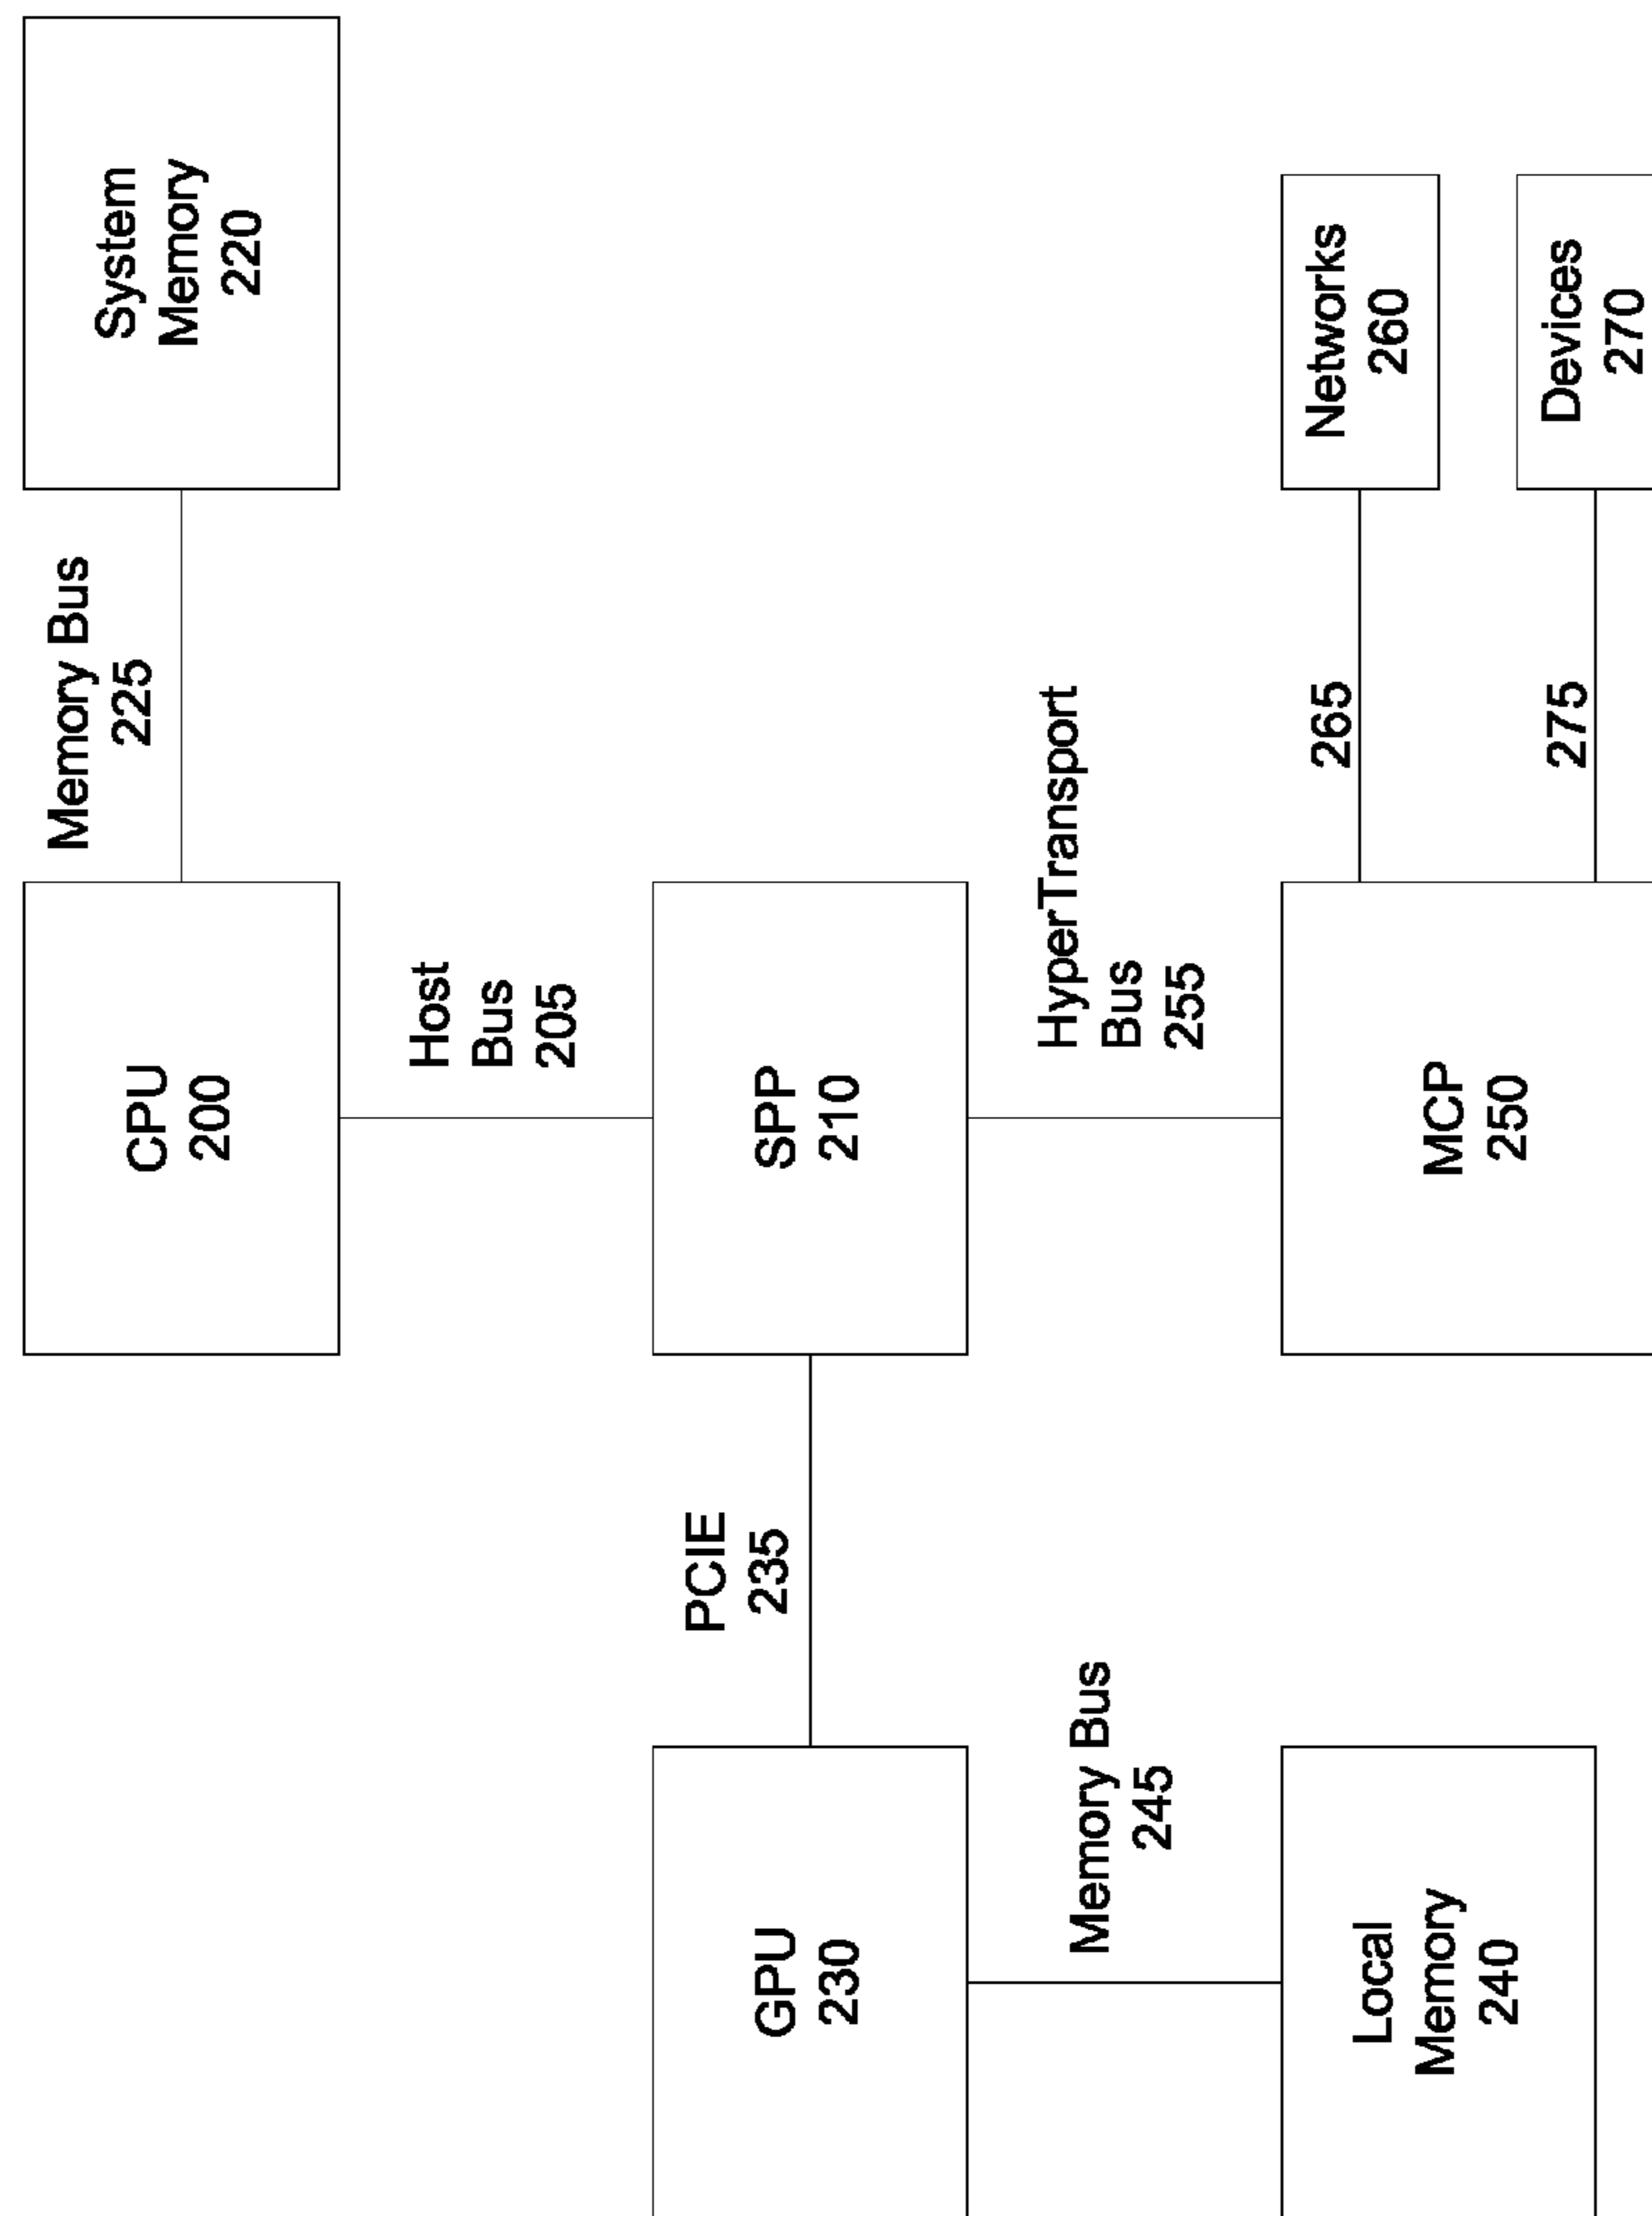 CPU
200
Memory Bus
225
System
Memory
220
Host
Bus
205
GPU
230
PCIE
235
SPP
210
Memory Bus
245
HyperTransport
Bus
255
Local
Memory
240
MCP
250
265
Networks
260
275
Devices
270